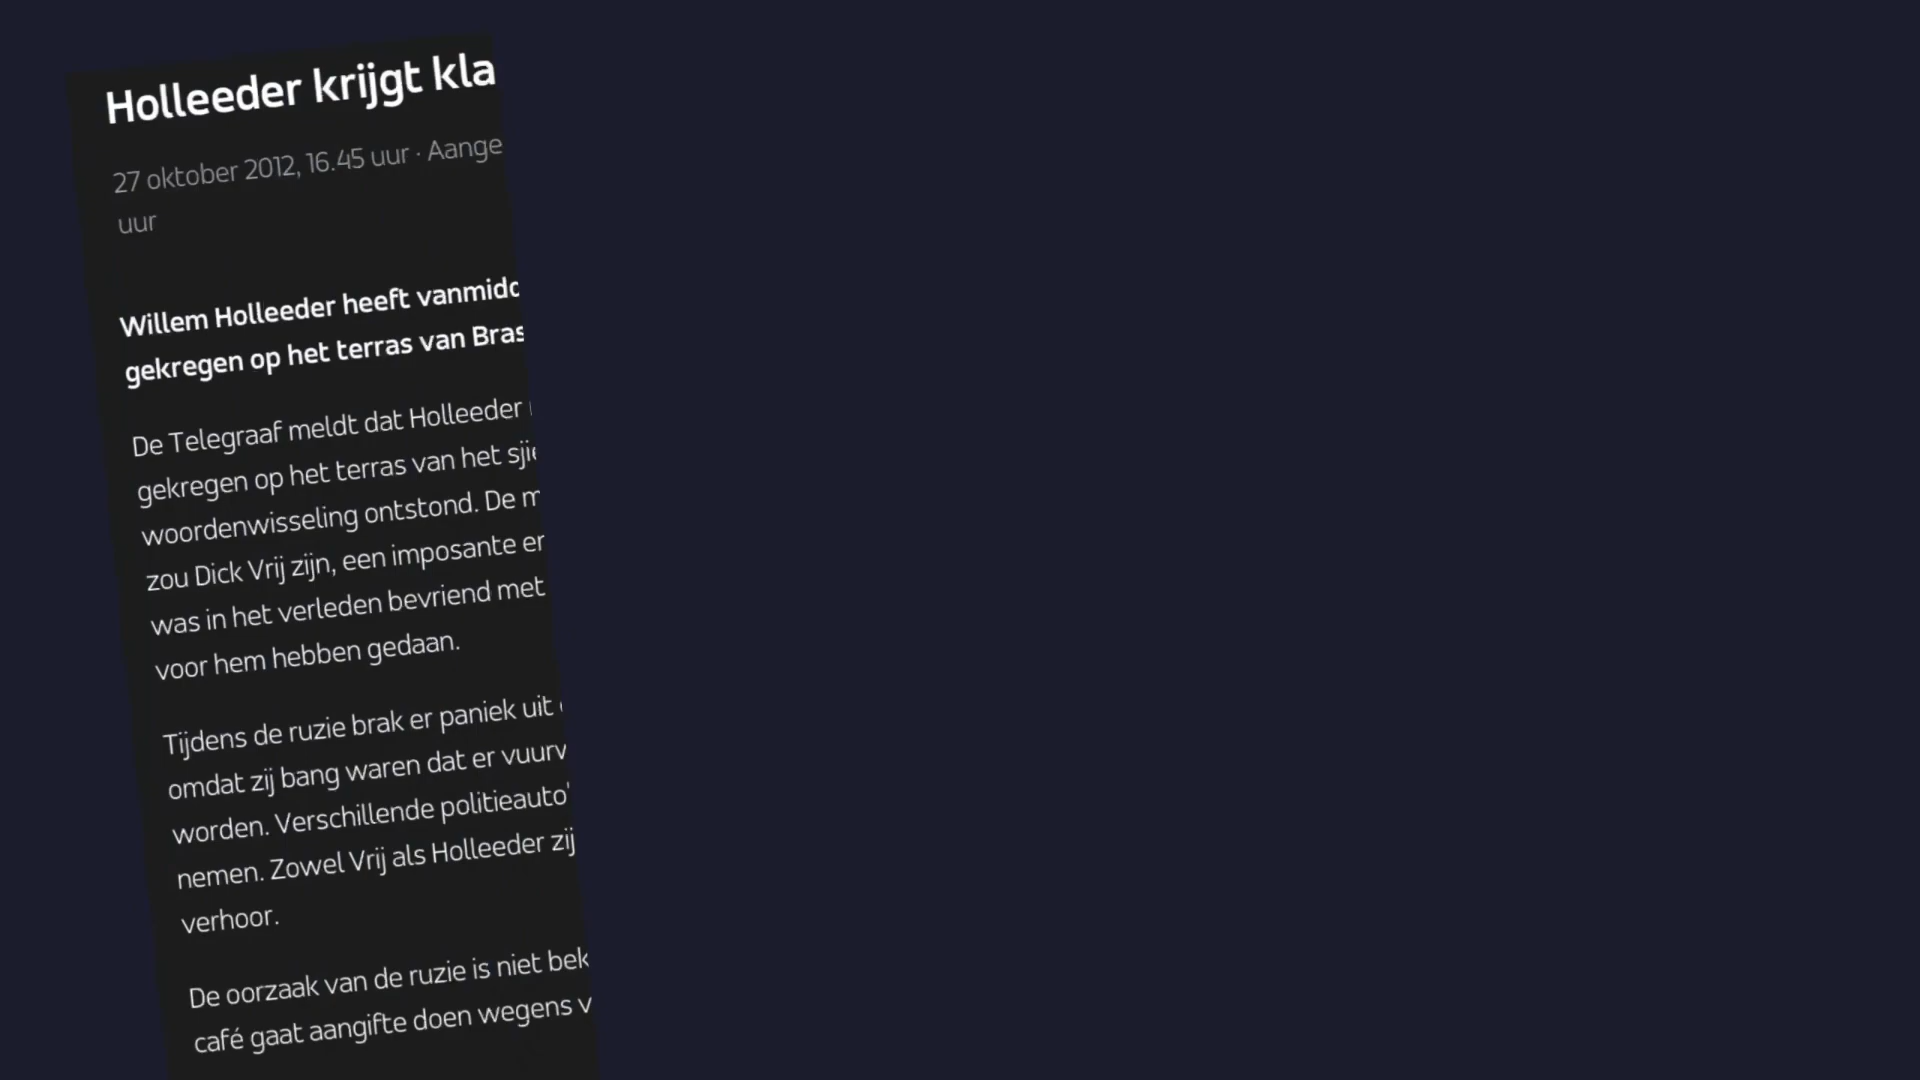 Holleeder krijgt kla
27 oktober 2012, 16.45 uur · Aange
uur
Willem Holleeder heeft vanmidd
gekregen op het terras van Bras
De Telegraaf meldt dat Holleeder
gekregen op het terras van het sjie
woordenwisseling ontstond. De m
zou Dick Vrij zijn, een imposante en
was in het verleden bevriend met
voor hem hebben gedaan.
Tijdens de ruzie brak er paniek uit
omdat zij bang waren dat er vuurw
worden. Verschillende politieauto'
nemen. Zowel Vrij als Holleeder zij
verhoor.
De oorzaak van de ruzie is niet bek
café gaat aangifte doen wegens v